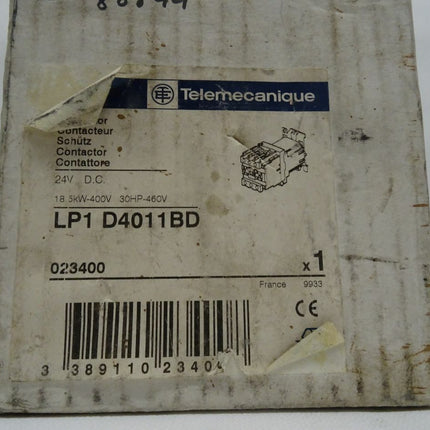 Telemecanique
Contacteur
Schütz
Contactor
Contattore
24V D.C.
18.5kW-400V 30HP-460V
LP1 D4011BD
023400
x1
France 9933
CE
3 389110 23400